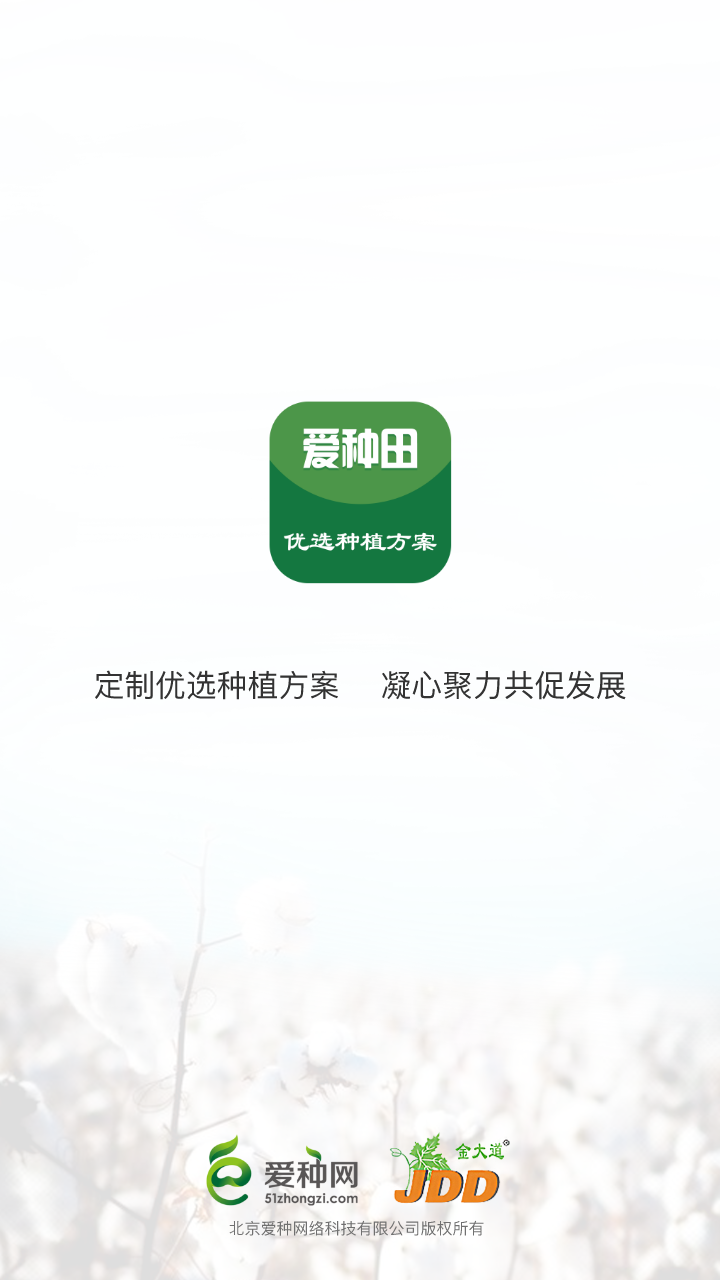 爱种田
优选种植方案
定制优选种植方案 凝心聚力共促发展
爱种网
51zhongzi.com
金大道®
JDD
北京爱种网络科技有限公司版权所有